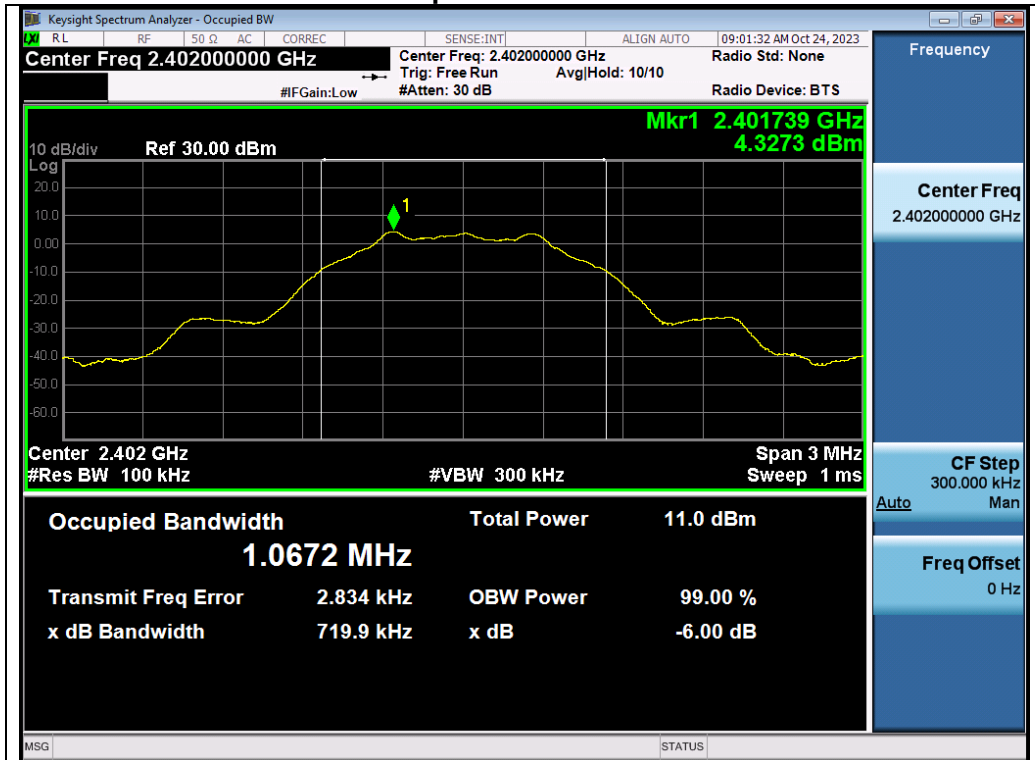 Keysight Spectrum Analyzer - Occupied BW
LXI RL RF 50 Ω AC CORREC SENSE:INT ALIGN AUTO 09:01:32 AM Oct 24, 2023
Center Freq 2.402000000 GHz
Center Freq: 2.402000000 GHz Radio Std: None
Trig: Free Run Avg|Hold: 10/10
#IFGain:Low #Atten: 30 dB Radio Device: BTS
Mkr1 2.401739 GHz
4.3273 dBm
10 dB/div Ref 30.00 dBm
Log
20.0
10.0
0.00
-10.0
-20.0
-30.0
-40.0
-50.0
-60.0
1
Center 2.402 GHz Span 3 MHz
#Res BW 100 kHz #VBW 300 kHz Sweep 1 ms
Occupied Bandwidth Total Power 11.0 dBm
1.0672 MHz
Transmit Freq Error 2.834 kHz OBW Power 99.00 %
x dB Bandwidth 719.9 kHz x dB -6.00 dB
MSG STATUS
Frequency
Center Freq
2.402000000 GHz
CF Step
300.000 kHz
Auto Man
Freq Offset
0 Hz